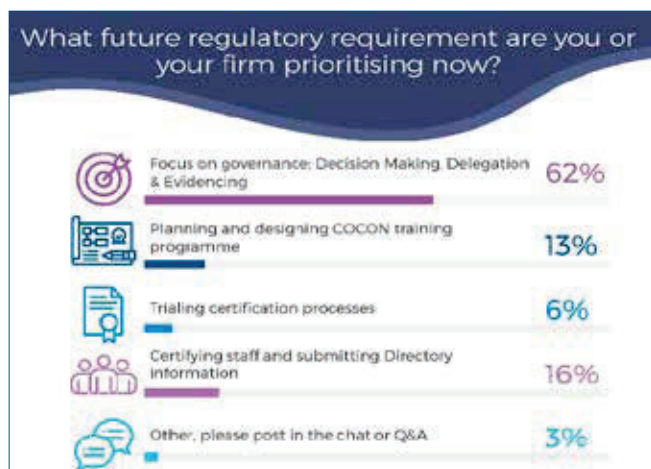 What future regulatory requirement are you or
your firm prioritising now?
Focus on governance: Decision Making, Delegation
& Evidencing
62%
Planning and designing COCON training
programme
13%
Trialing certification processes
6%
Certifying staff and submitting Directory
information
16%
Other, please post in the chat or Q&A
3%